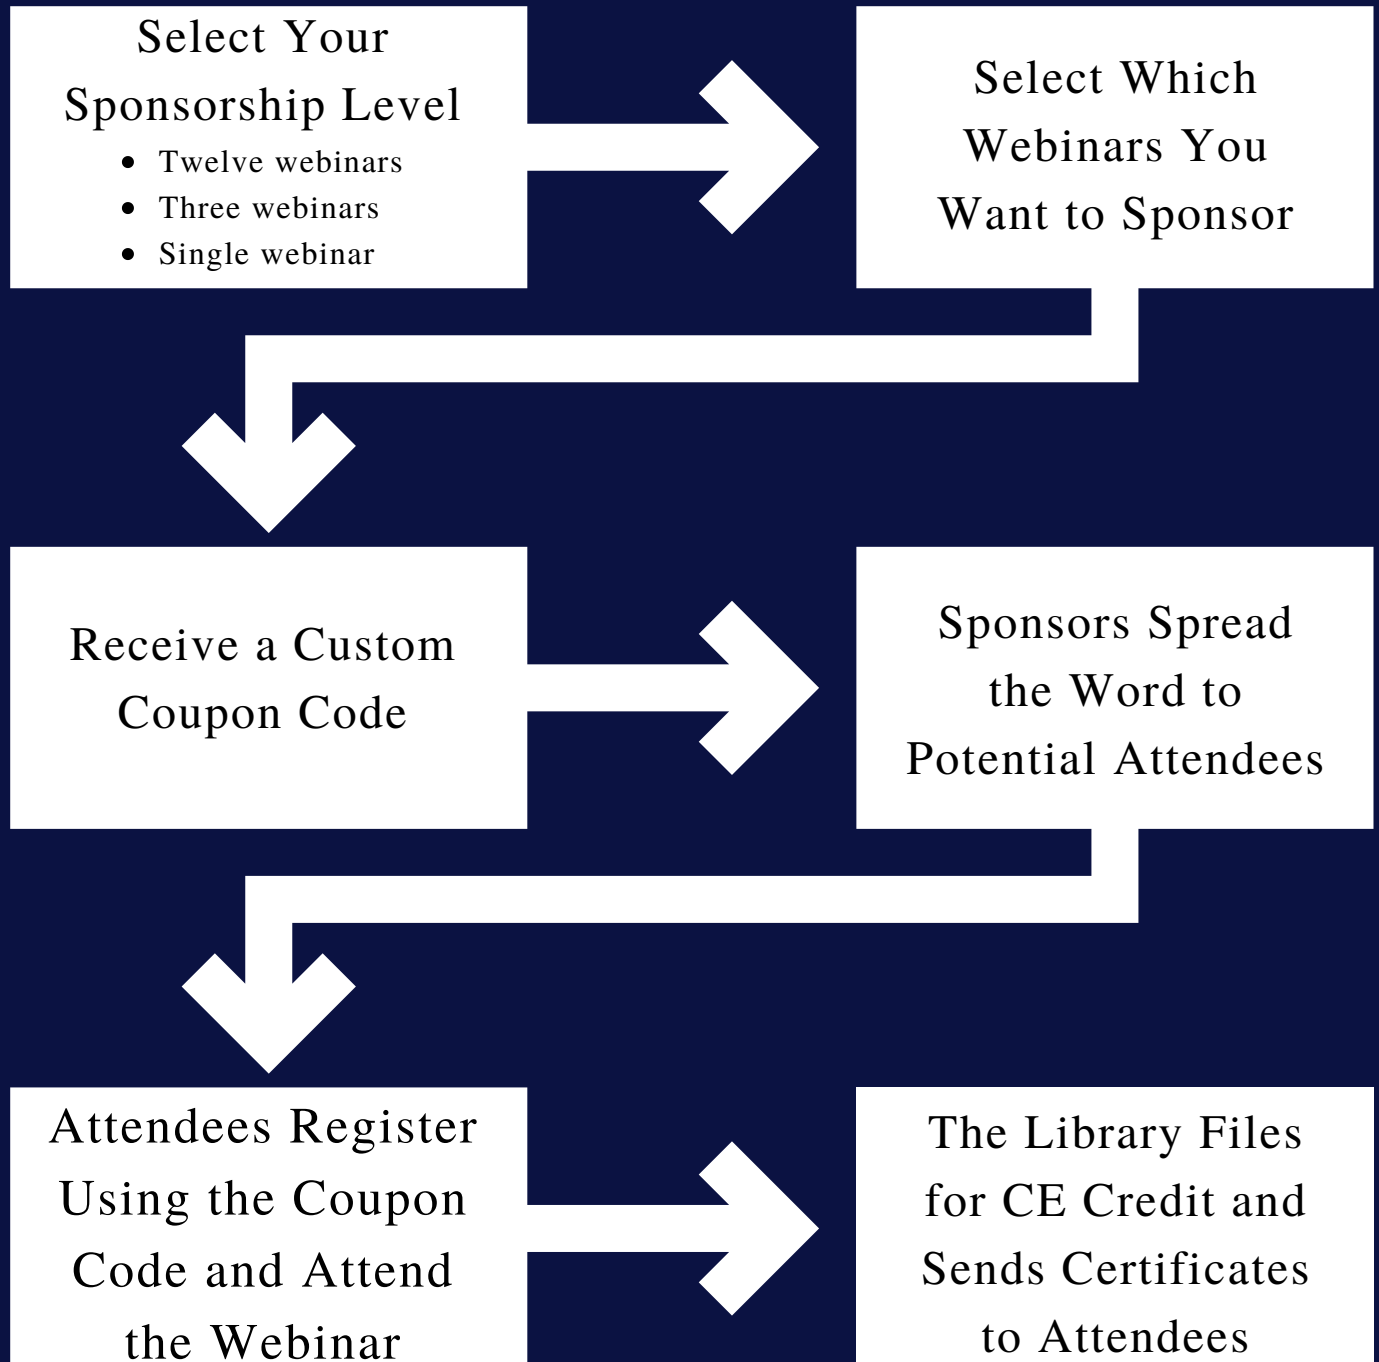 Select Your
Sponsorship Level
• Twelve webinars
• Three webinars
• Single webinar
Select Which
Webinars You
Want to Sponsor
Receive a Custom
Coupon Code
Sponsors Spread
the Word to
Potential Attendees
Attendees Register
Using the Coupon
Code and Attend
the Webinar
The Library Files
for CE Credit and
Sends Certificates
to Attendees